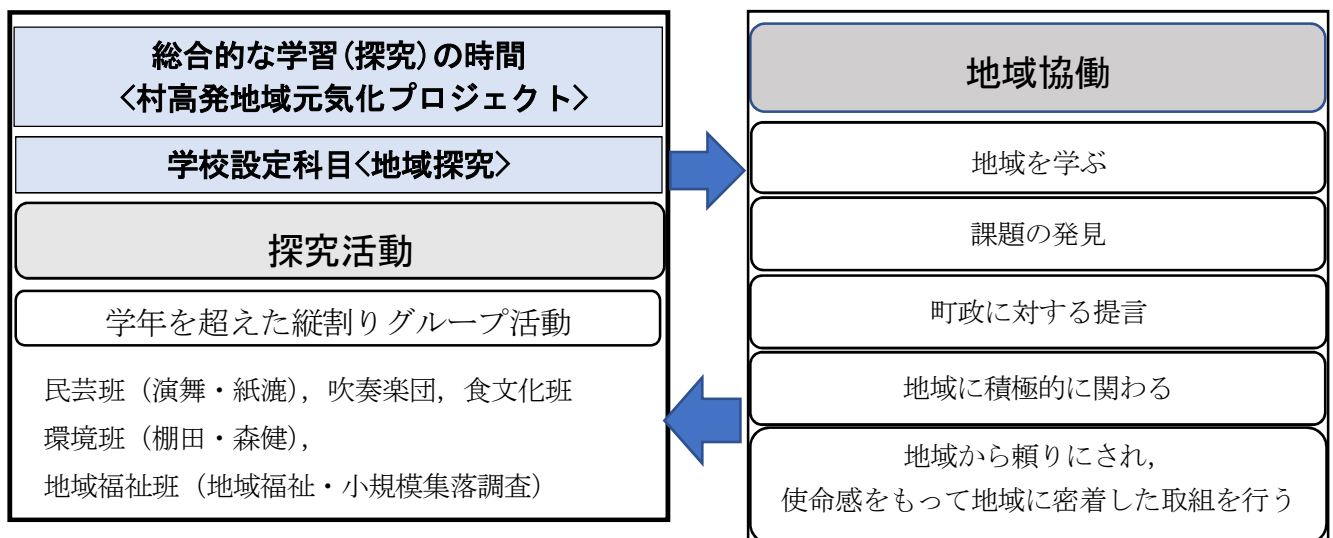 総合的な学習(探究)の時間
〈村高発地域元気化プロジェクト〉
学校設定科目〈地域探究〉
探究活動
学年を超えた縦割りグループ活動
民芸班（演舞・紙漉），吹奏楽団，食文化班
環境班（棚田・森健），
地域福祉班（地域福祉・小規模集落調査）
地域協働
地域を学ぶ
課題の発見
町政に対する提言
地域に積極的に関わる
地域から頼りにされ，
使命感をもって地域に密着した取組を行う